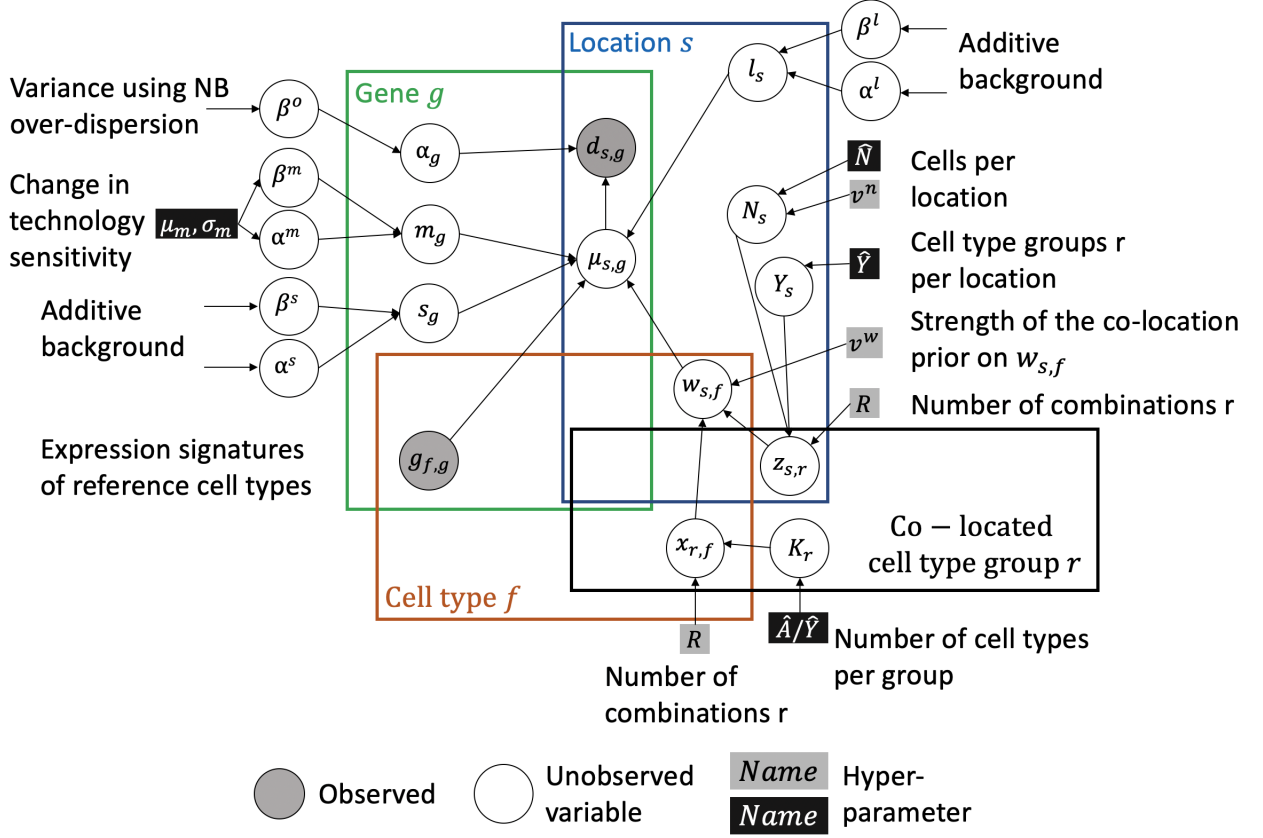 Location s
β^l
Additive
background
l_s
α^l
Variance using NB
over-dispersion
β^o
Gene g
α_g
d_{s,g}
N̂
Cells per
location
v^n
Change in
technology
sensitivity
μ_m, σ_m
β^m
α^m
m_g
μ_{s,g}
N_s
Y_s
Ŷ
Cell type groups r
per location
Additive
background
β^s
α^s
s_g
v^w
Strength of the co-location
prior on w_{s,f}
w_{s,f}
R
Number of combinations r
Expression signatures
of reference cell types
g_{f,g}
z_{s,r}
x_{r,f}
K_r
Co – located
cell type group r
Cell type f
R
Â/Ŷ
Number of cell types
per group
Number of
combinations r
Observed
Unobserved
variable
Name
Name
Hyper-
parameter